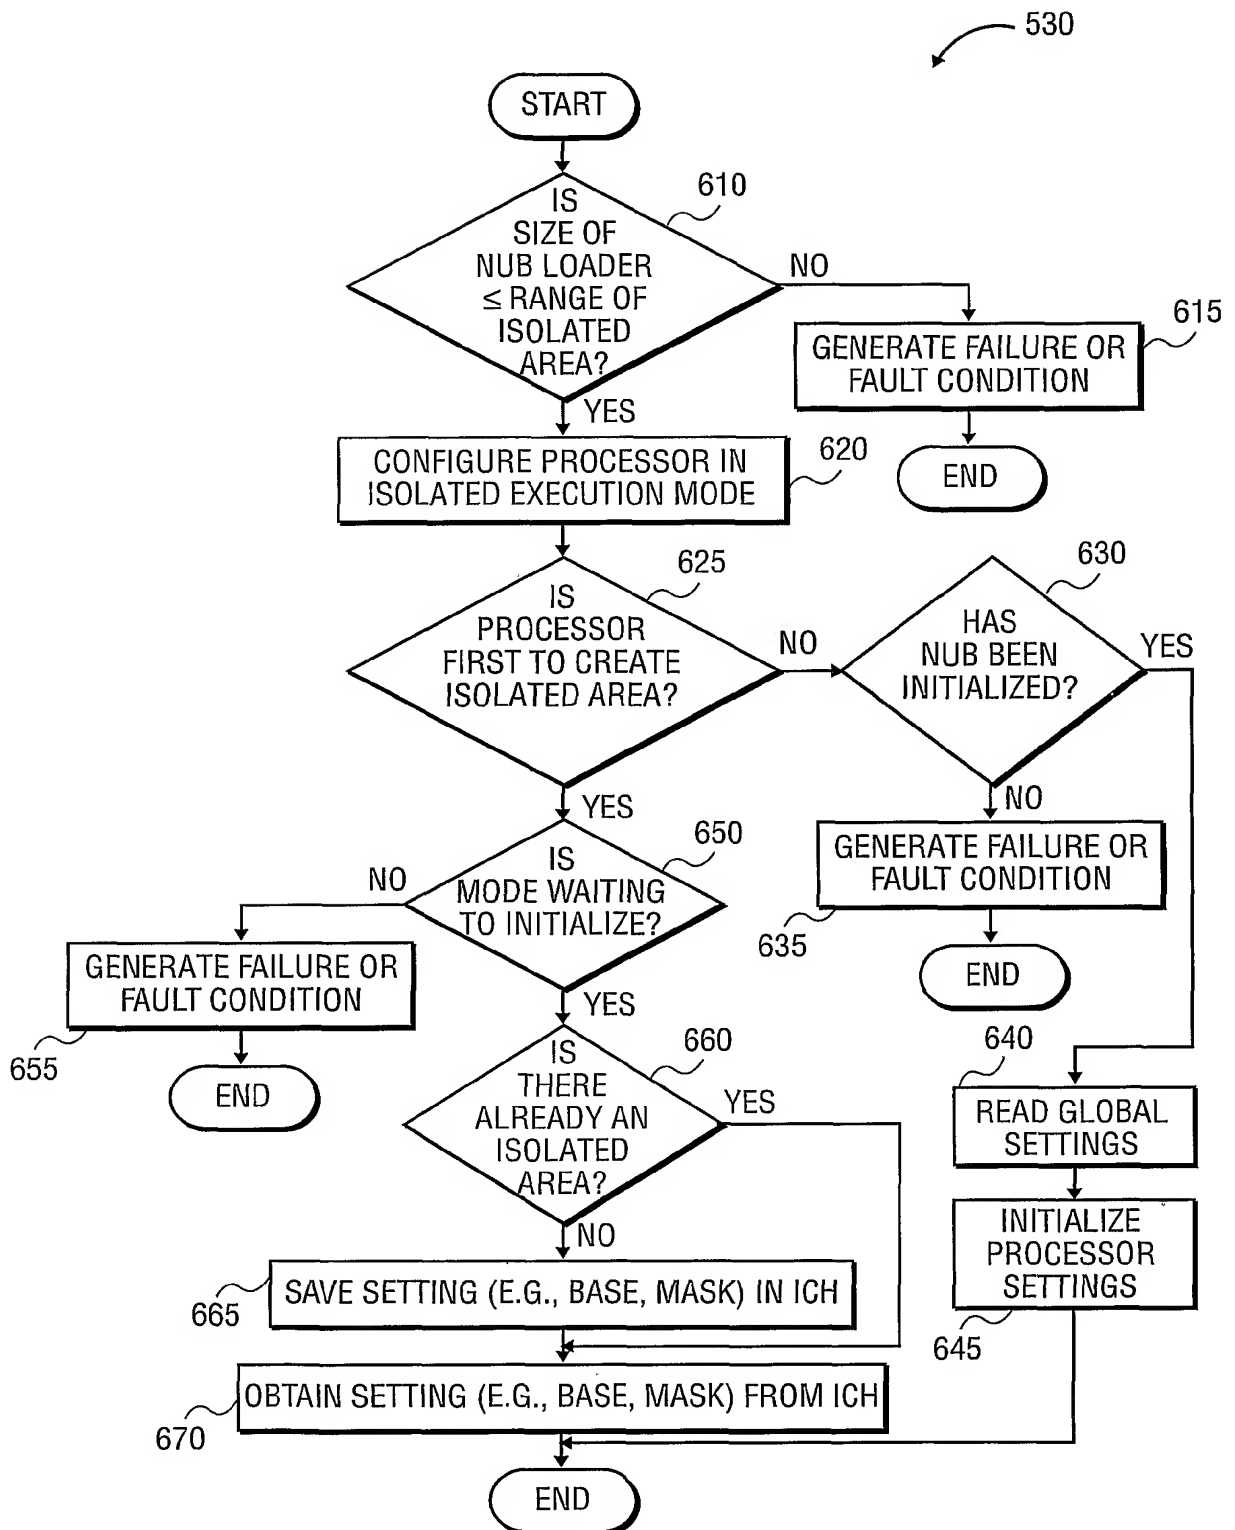 530
START
610
IS
SIZE OF
NUB LOADER
≤ RANGE OF
ISOLATED
AREA?
NO
YES
615
GENERATE FAILURE OR
FAULT CONDITION
END
620
CONFIGURE PROCESSOR IN
ISOLATED EXECUTION MODE
625
IS
PROCESSOR
FIRST TO CREATE
ISOLATED AREA?
NO
YES
630
HAS
NUB BEEN
INITIALIZED?
YES
NO
GENERATE FAILURE OR
FAULT CONDITION
635
END
650
IS
MODE WAITING
TO INITIALIZE?
NO
YES
GENERATE FAILURE OR
FAULT CONDITION
655
END
660
IS
THERE
ALREADY AN
ISOLATED
AREA?
YES
NO
640
READ GLOBAL
SETTINGS
INITIALIZE
PROCESSOR
SETTINGS
645
SAVE SETTING (E.G., BASE, MASK) IN ICH
665
OBTAIN SETTING (E.G., BASE, MASK) FROM ICH
670
END